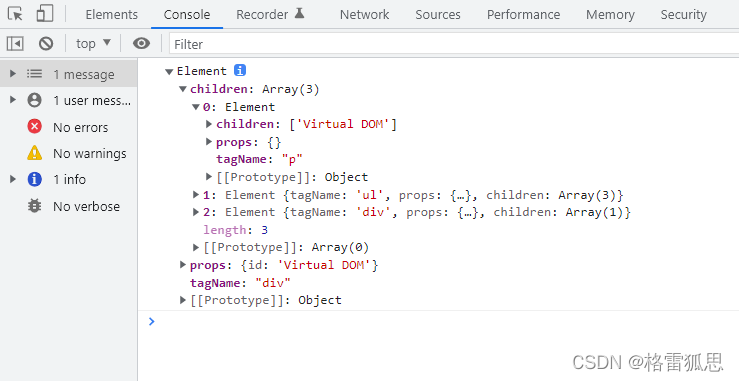 Elements Console Recorder Network Sources Performance Memory Security
top Filter
1 message
1 user mess...
No errors
No warnings
1 info
No verbose
Element i
children: Array(3)
0: Element
children: ['Virtual DOM']
props: {}
tagName: "p"
[[Prototype]]: Object
1: Element {tagName: 'ul', props: {…}, children: Array(3)}
2: Element {tagName: 'div', props: {…}, children: Array(1)}
length: 3
[[Prototype]]: Array(0)
props: {id: 'Virtual DOM'}
tagName: "div"
[[Prototype]]: Object
CSDN @格雷狐思